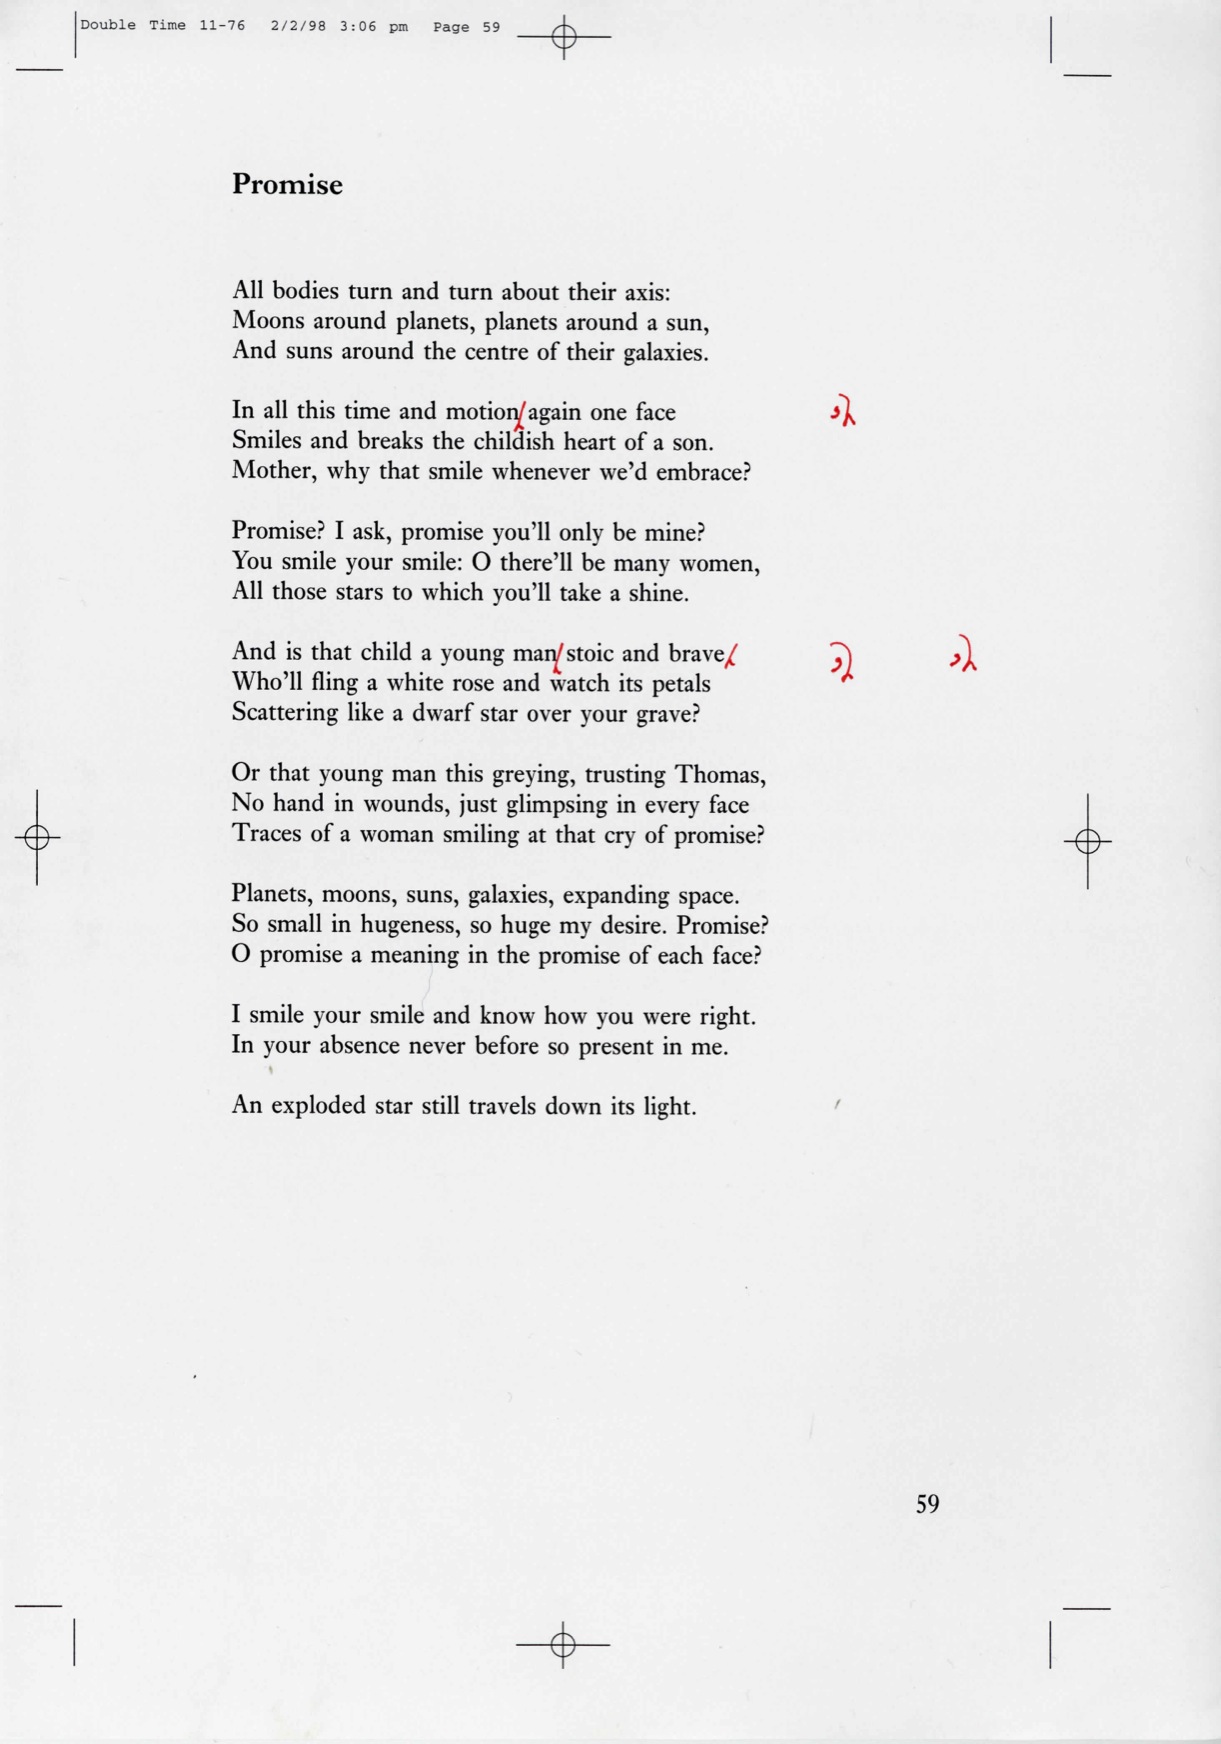 Double Time 11-76 2/2/98 3:06 pm Page 59
Promise
All bodies turn and turn about their axis:
Moons around planets, planets around a sun,
And suns around the centre of their galaxies.
In all this time and motion again one face
Smiles and breaks the childish heart of a son.
Mother, why that smile whenever we'd embrace?
Promise? I ask, promise you'll only be mine?
You smile your smile: O there'll be many women,
All those stars to which you'll take a shine.
And is that child a young man stoic and brave
Who'll fling a white rose and watch its petals
Scattering like a dwarf star over your grave?
Or that young man this greying, trusting Thomas,
No hand in wounds, just glimpsing in every face
Traces of a woman smiling at that cry of promise?
Planets, moons, suns, galaxies, expanding space.
So small in hugeness, so huge my desire. Promise?
O promise a meaning in the promise of each face?
I smile your smile and know how you were right.
In your absence never before so present in me.
An exploded star still travels down its light.
59